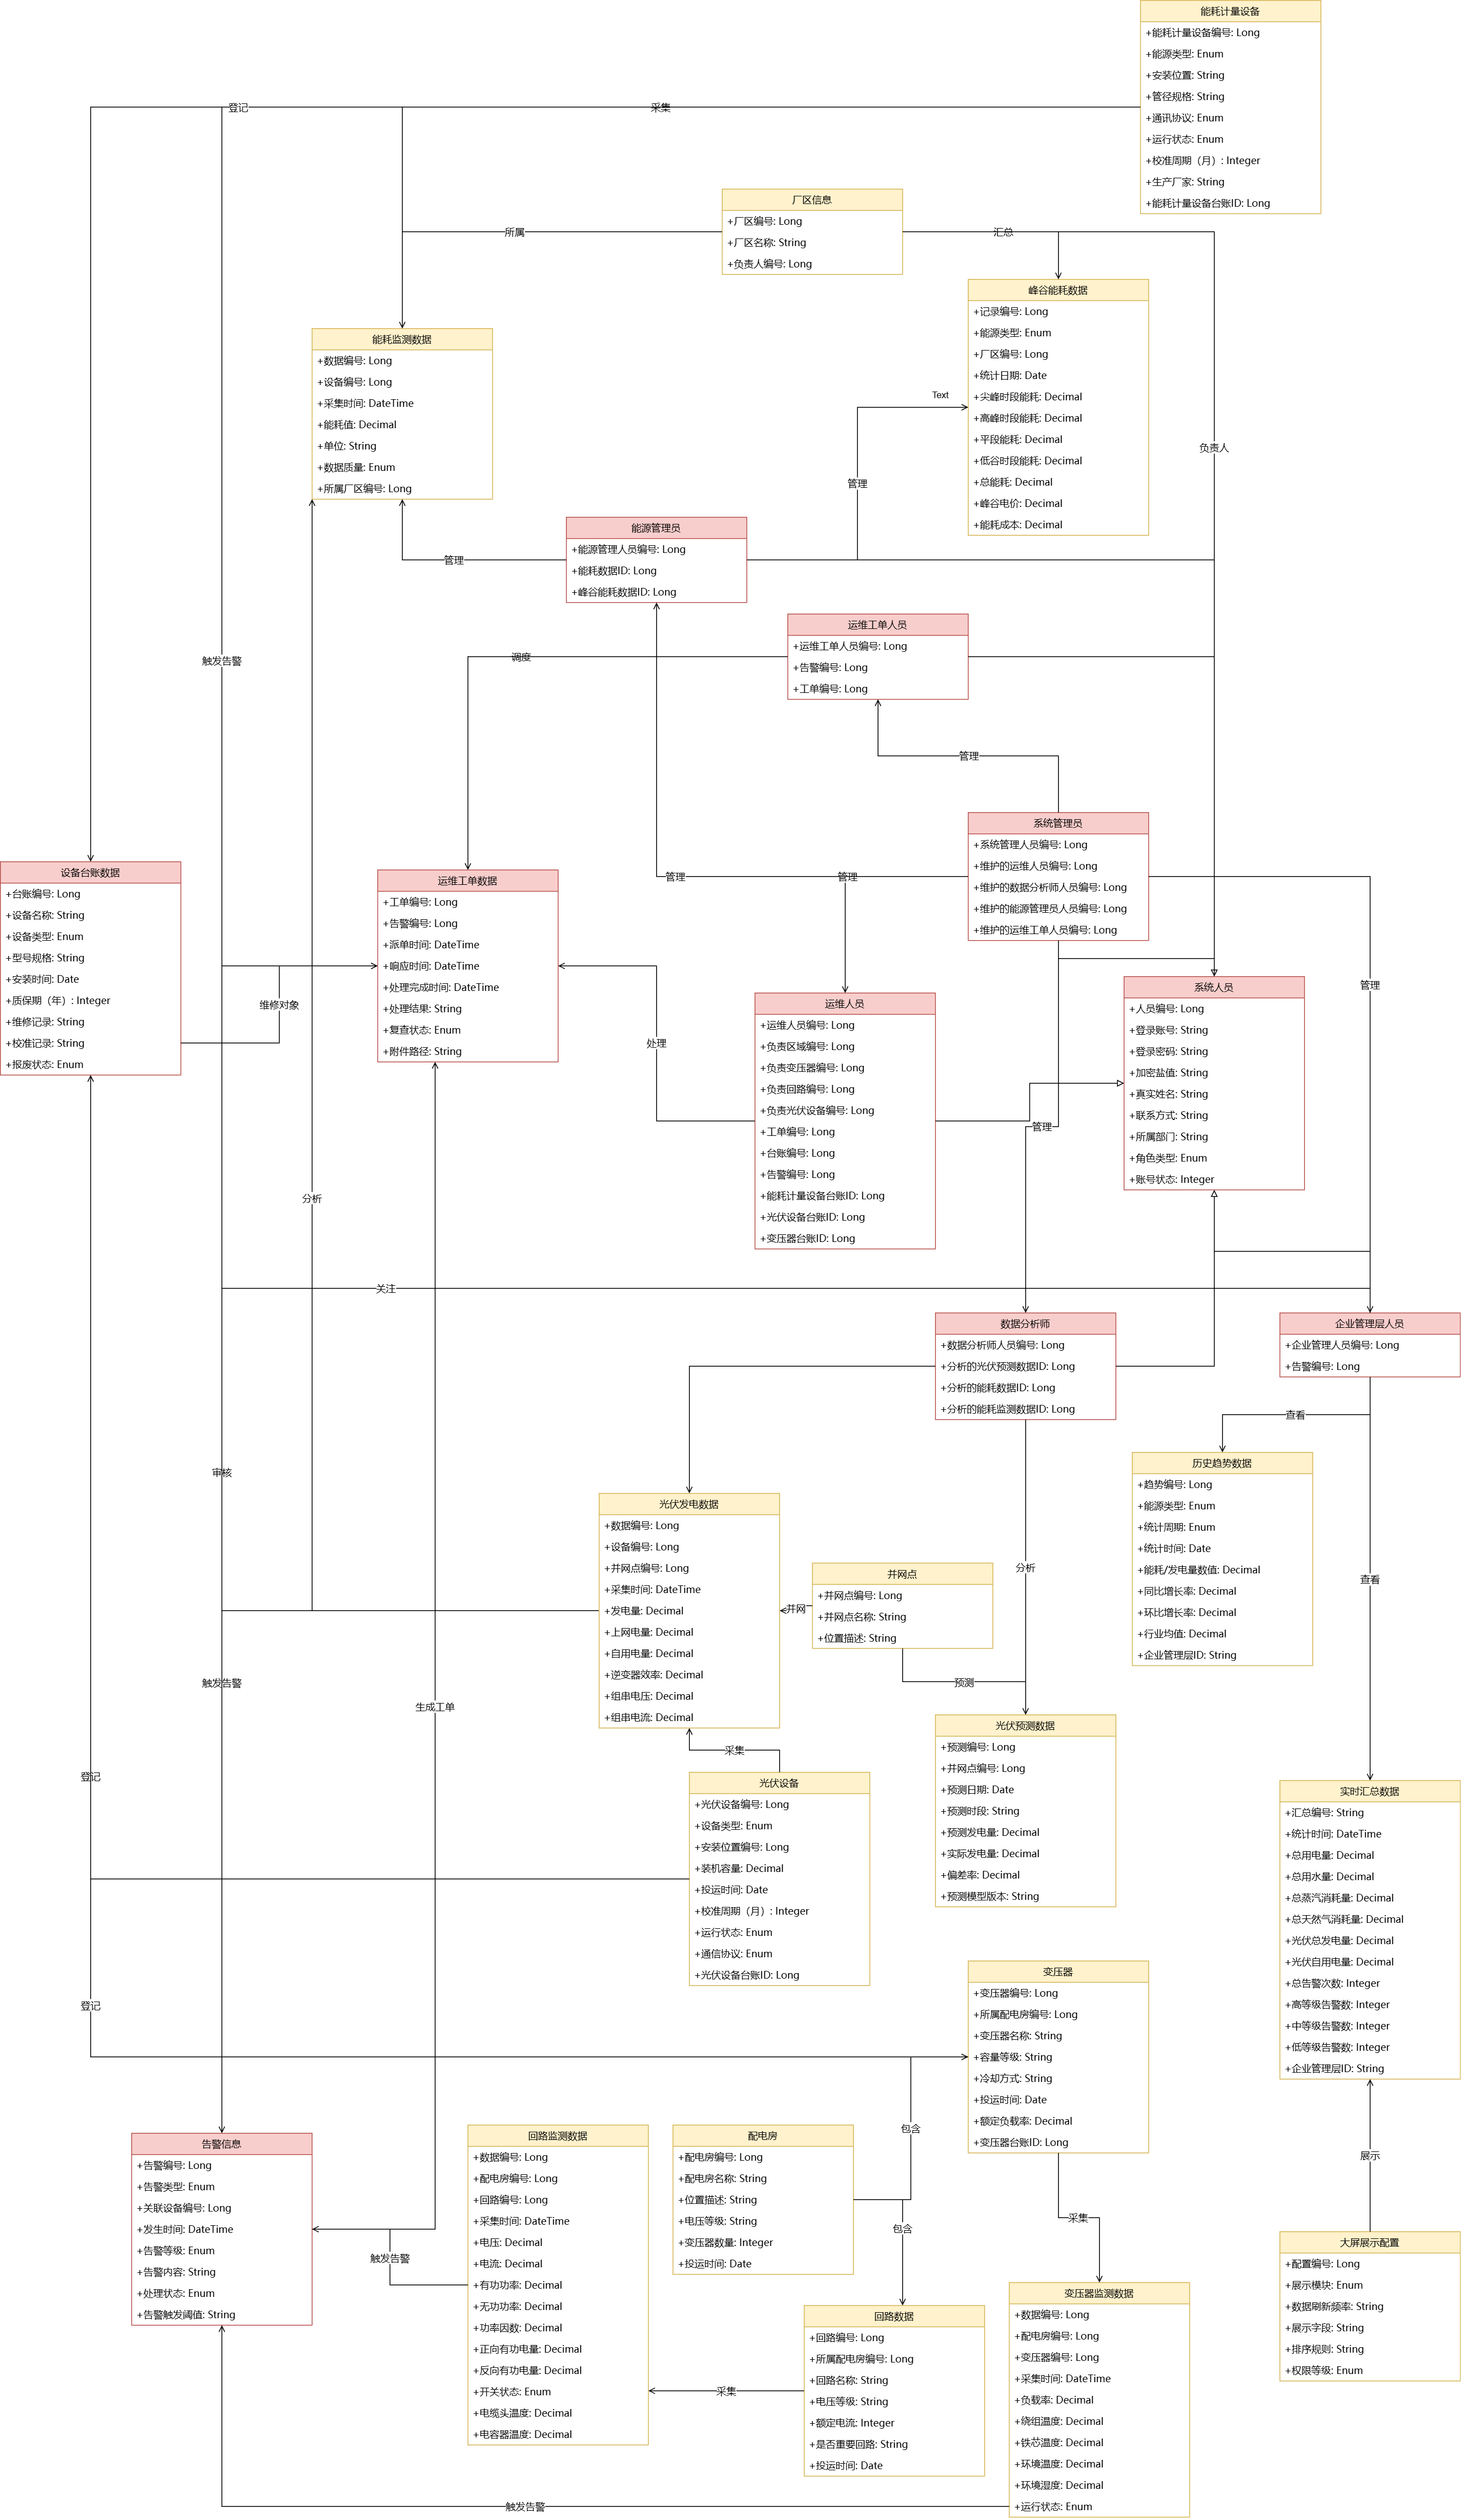 能耗计量设备
+能耗计量设备编号: Long
+能源类型: Enum
+安装位置: String
+管径规格: String
+通讯协议: Enum
+运行状态: Enum
+校准周期（月）: Integer
+生产厂家: String
+能耗计量设备台账ID: Long
登记
采集
厂区信息
+厂区编号: Long
+厂区名称: String
+负责人编号: Long
所属
汇总
峰谷能耗数据
+记录编号: Long
+能源类型: Enum
+厂区编号: Long
+统计日期: Date
+尖峰时段能耗: Decimal
+高峰时段能耗: Decimal
+平段能耗: Decimal
+低谷时段能耗: Decimal
+总能耗: Decimal
+峰谷电价: Decimal
+能耗成本: Decimal
能耗监测数据
+数据编号: Long
+设备编号: Long
+采集时间: DateTime
+能耗值: Decimal
+单位: String
+数据质量: Enum
+所属厂区编号: Long
Text
负责人
管理
能源管理员
+能源管理人员编号: Long
+能耗数据ID: Long
+峰谷能耗数据ID: Long
管理
运维工单人员
+运维工单人员编号: Long
+告警编号: Long
+工单编号: Long
触发告警
调度
管理
系统管理员
+系统管理人员编号: Long
+维护的运维人员编号: Long
+维护的数据分析师人员编号: Long
+维护的能源管理员人员编号: Long
+维护的运维工单人员编号: Long
管理
管理
设备台账数据
+台账编号: Long
+设备名称: String
+设备类型: Enum
+型号规格: String
+安装时间: Date
+质保期（年）: Integer
+维修记录: String
+校准记录: String
+报废状态: Enum
运维工单数据
+工单编号: Long
+告警编号: Long
+派单时间: DateTime
+响应时间: DateTime
+处理完成时间: DateTime
+处理结果: String
+复查状态: Enum
+附件路径: String
维修对象
处理
管理
运维人员
+运维人员编号: Long
+负责区域编号: Long
+负责变压器编号: Long
+负责回路编号: Long
+负责光伏设备编号: Long
+工单编号: Long
+台账编号: Long
+告警编号: Long
+能耗计量设备台账ID: Long
+光伏设备台账ID: Long
+变压器台账ID: Long
系统人员
+人员编号: Long
+登录账号: String
+登录密码: String
+加密盐值: String
+真实姓名: String
+联系方式: String
+所属部门: String
+角色类型: Enum
+账号状态: Integer
管理
分析
关注
数据分析师
+数据分析师人员编号: Long
+分析的光伏预测数据ID: Long
+分析的能耗数据ID: Long
+分析的能耗监测数据ID: Long
企业管理层人员
+企业管理人员编号: Long
+告警编号: Long
查看
历史趋势数据
+趋势编号: Long
+能源类型: Enum
+统计周期: Enum
+统计时间: Date
+能耗/发电量数值: Decimal
+同比增长率: Decimal
+环比增长率: Decimal
+行业均值: Decimal
+企业管理层ID: String
审核
光伏发电数据
+数据编号: Long
+设备编号: Long
+并网点编号: Long
+采集时间: DateTime
+发电量: Decimal
+上网电量: Decimal
+自用电量: Decimal
+逆变器效率: Decimal
+组串电压: Decimal
+组串电流: Decimal
并网点
+并网点编号: Long
+并网点名称: String
+位置描述: String
并网
分析
查看
预测
触发告警
生成工单
光伏预测数据
+预测编号: Long
+并网点编号: Long
+预测日期: Date
+预测时段: String
+预测发电量: Decimal
+实际发电量: Decimal
+偏差率: Decimal
+预测模型版本: String
采集
登记
光伏设备
+光伏设备编号: Long
+设备类型: Enum
+安装位置编号: Long
+装机容量: Decimal
+投运时间: Date
+校准周期（月）: Integer
+运行状态: Enum
+通信协议: Enum
+光伏设备台账ID: Long
实时汇总数据
+汇总编号: String
+统计时间: DateTime
+总用电量: Decimal
+总用水量: Decimal
+总蒸汽消耗量: Decimal
+总天然气消耗量: Decimal
+光伏总发电量: Decimal
+光伏自用电量: Decimal
+总告警次数: Integer
+高等级告警数: Integer
+中等级告警数: Integer
+低等级告警数: Integer
+企业管理层ID: String
登记
变压器
+变压器编号: Long
+所属配电房编号: Long
+变压器名称: String
+容量等级: String
+冷却方式: String
+投运时间: Date
+额定负载率: Decimal
+变压器台账ID: Long
包含
告警信息
+告警编号: Long
+告警类型: Enum
+关联设备编号: Long
+发生时间: DateTime
+告警等级: Enum
+告警内容: String
+处理状态: Enum
+告警触发阈值: String
触发告警
回路监测数据
+数据编号: Long
+配电房编号: Long
+回路编号: Long
+采集时间: DateTime
+电压: Decimal
+电流: Decimal
+有功功率: Decimal
+无功功率: Decimal
+功率因数: Decimal
+正向有功电量: Decimal
+反向有功电量: Decimal
+开关状态: Enum
+电缆头温度: Decimal
+电容器温度: Decimal
配电房
+配电房编号: Long
+配电房名称: String
+位置描述: String
+电压等级: String
+变压器数量: Integer
+投运时间: Date
包含
采集
展示
大屏展示配置
+配置编号: Long
+展示模块: Enum
+数据刷新频率: String
+展示字段: String
+排序规则: String
+权限等级: Enum
变压器监测数据
+数据编号: Long
+配电房编号: Long
+变压器编号: Long
+采集时间: DateTime
+负载率: Decimal
+绕组温度: Decimal
+铁芯温度: Decimal
+环境温度: Decimal
+环境湿度: Decimal
+运行状态: Enum
回路数据
+回路编号: Long
+所属配电房编号: Long
+回路名称: String
+电压等级: String
+额定电流: Integer
+是否重要回路: String
+投运时间: Date
采集
触发告警